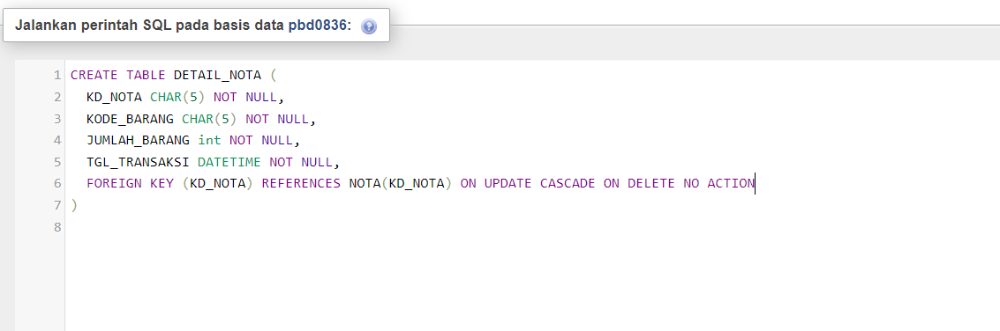 Jalankan perintah SQL pada basis data pbd0836:
1 CREATE TABLE DETAIL_NOTA (
2 KD_NOTA CHAR(5) NOT NULL,
3 KODE_BARANG CHAR(5) NOT NULL,
4 JUMLAH_BARANG int NOT NULL,
5 TGL_TRANSAKSI DATETIME NOT NULL,
6 FOREIGN KEY (KD_NOTA) REFERENCES NOTA(KD_NOTA) ON UPDATE CASCADE ON DELETE NO ACTION
7 )
8